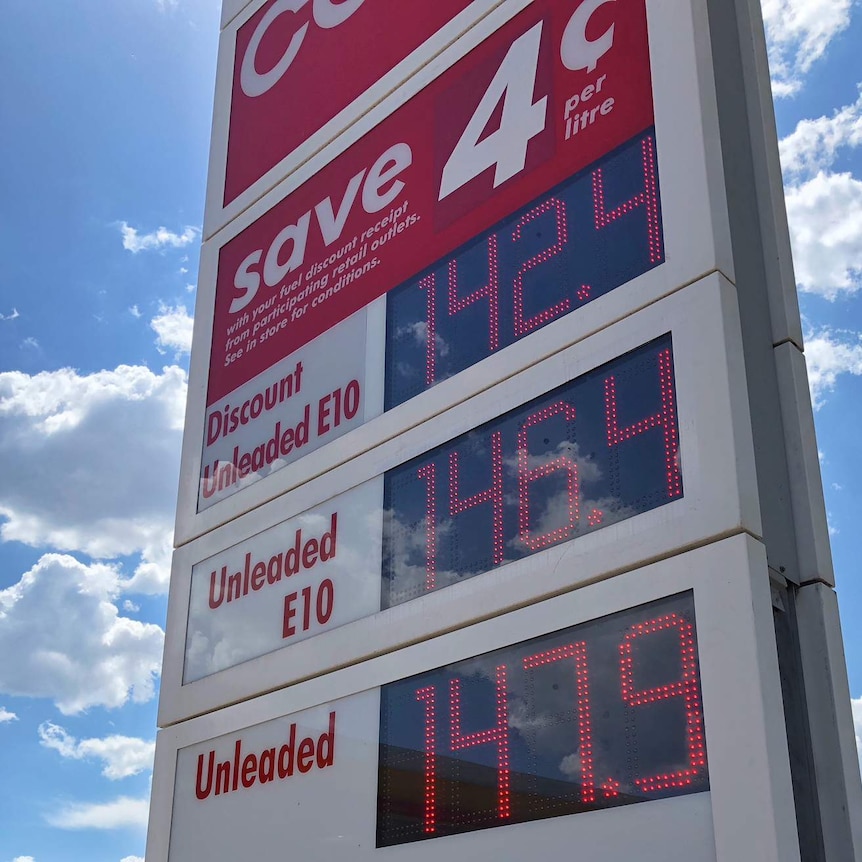 save 4¢ per litre
with your fuel discount receipt
from participating retail outlets.
See in store for conditions.
Discount
Unleaded E10
142.4
Unleaded
E10
146.4
Unleaded
147.9